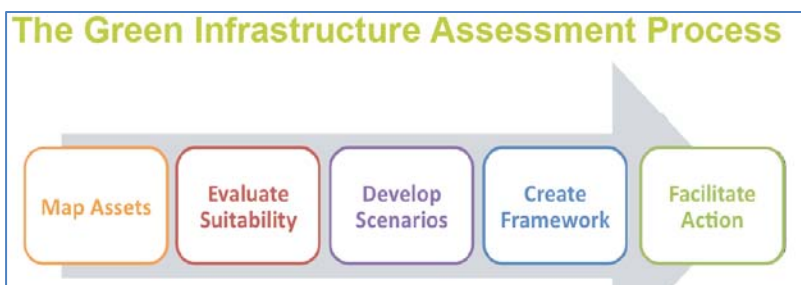 The Green Infrastructure Assessment Process
Map Assets
Evaluate
Suitability
Develop
Scenarios
Create
Framework
Facilitate
Action